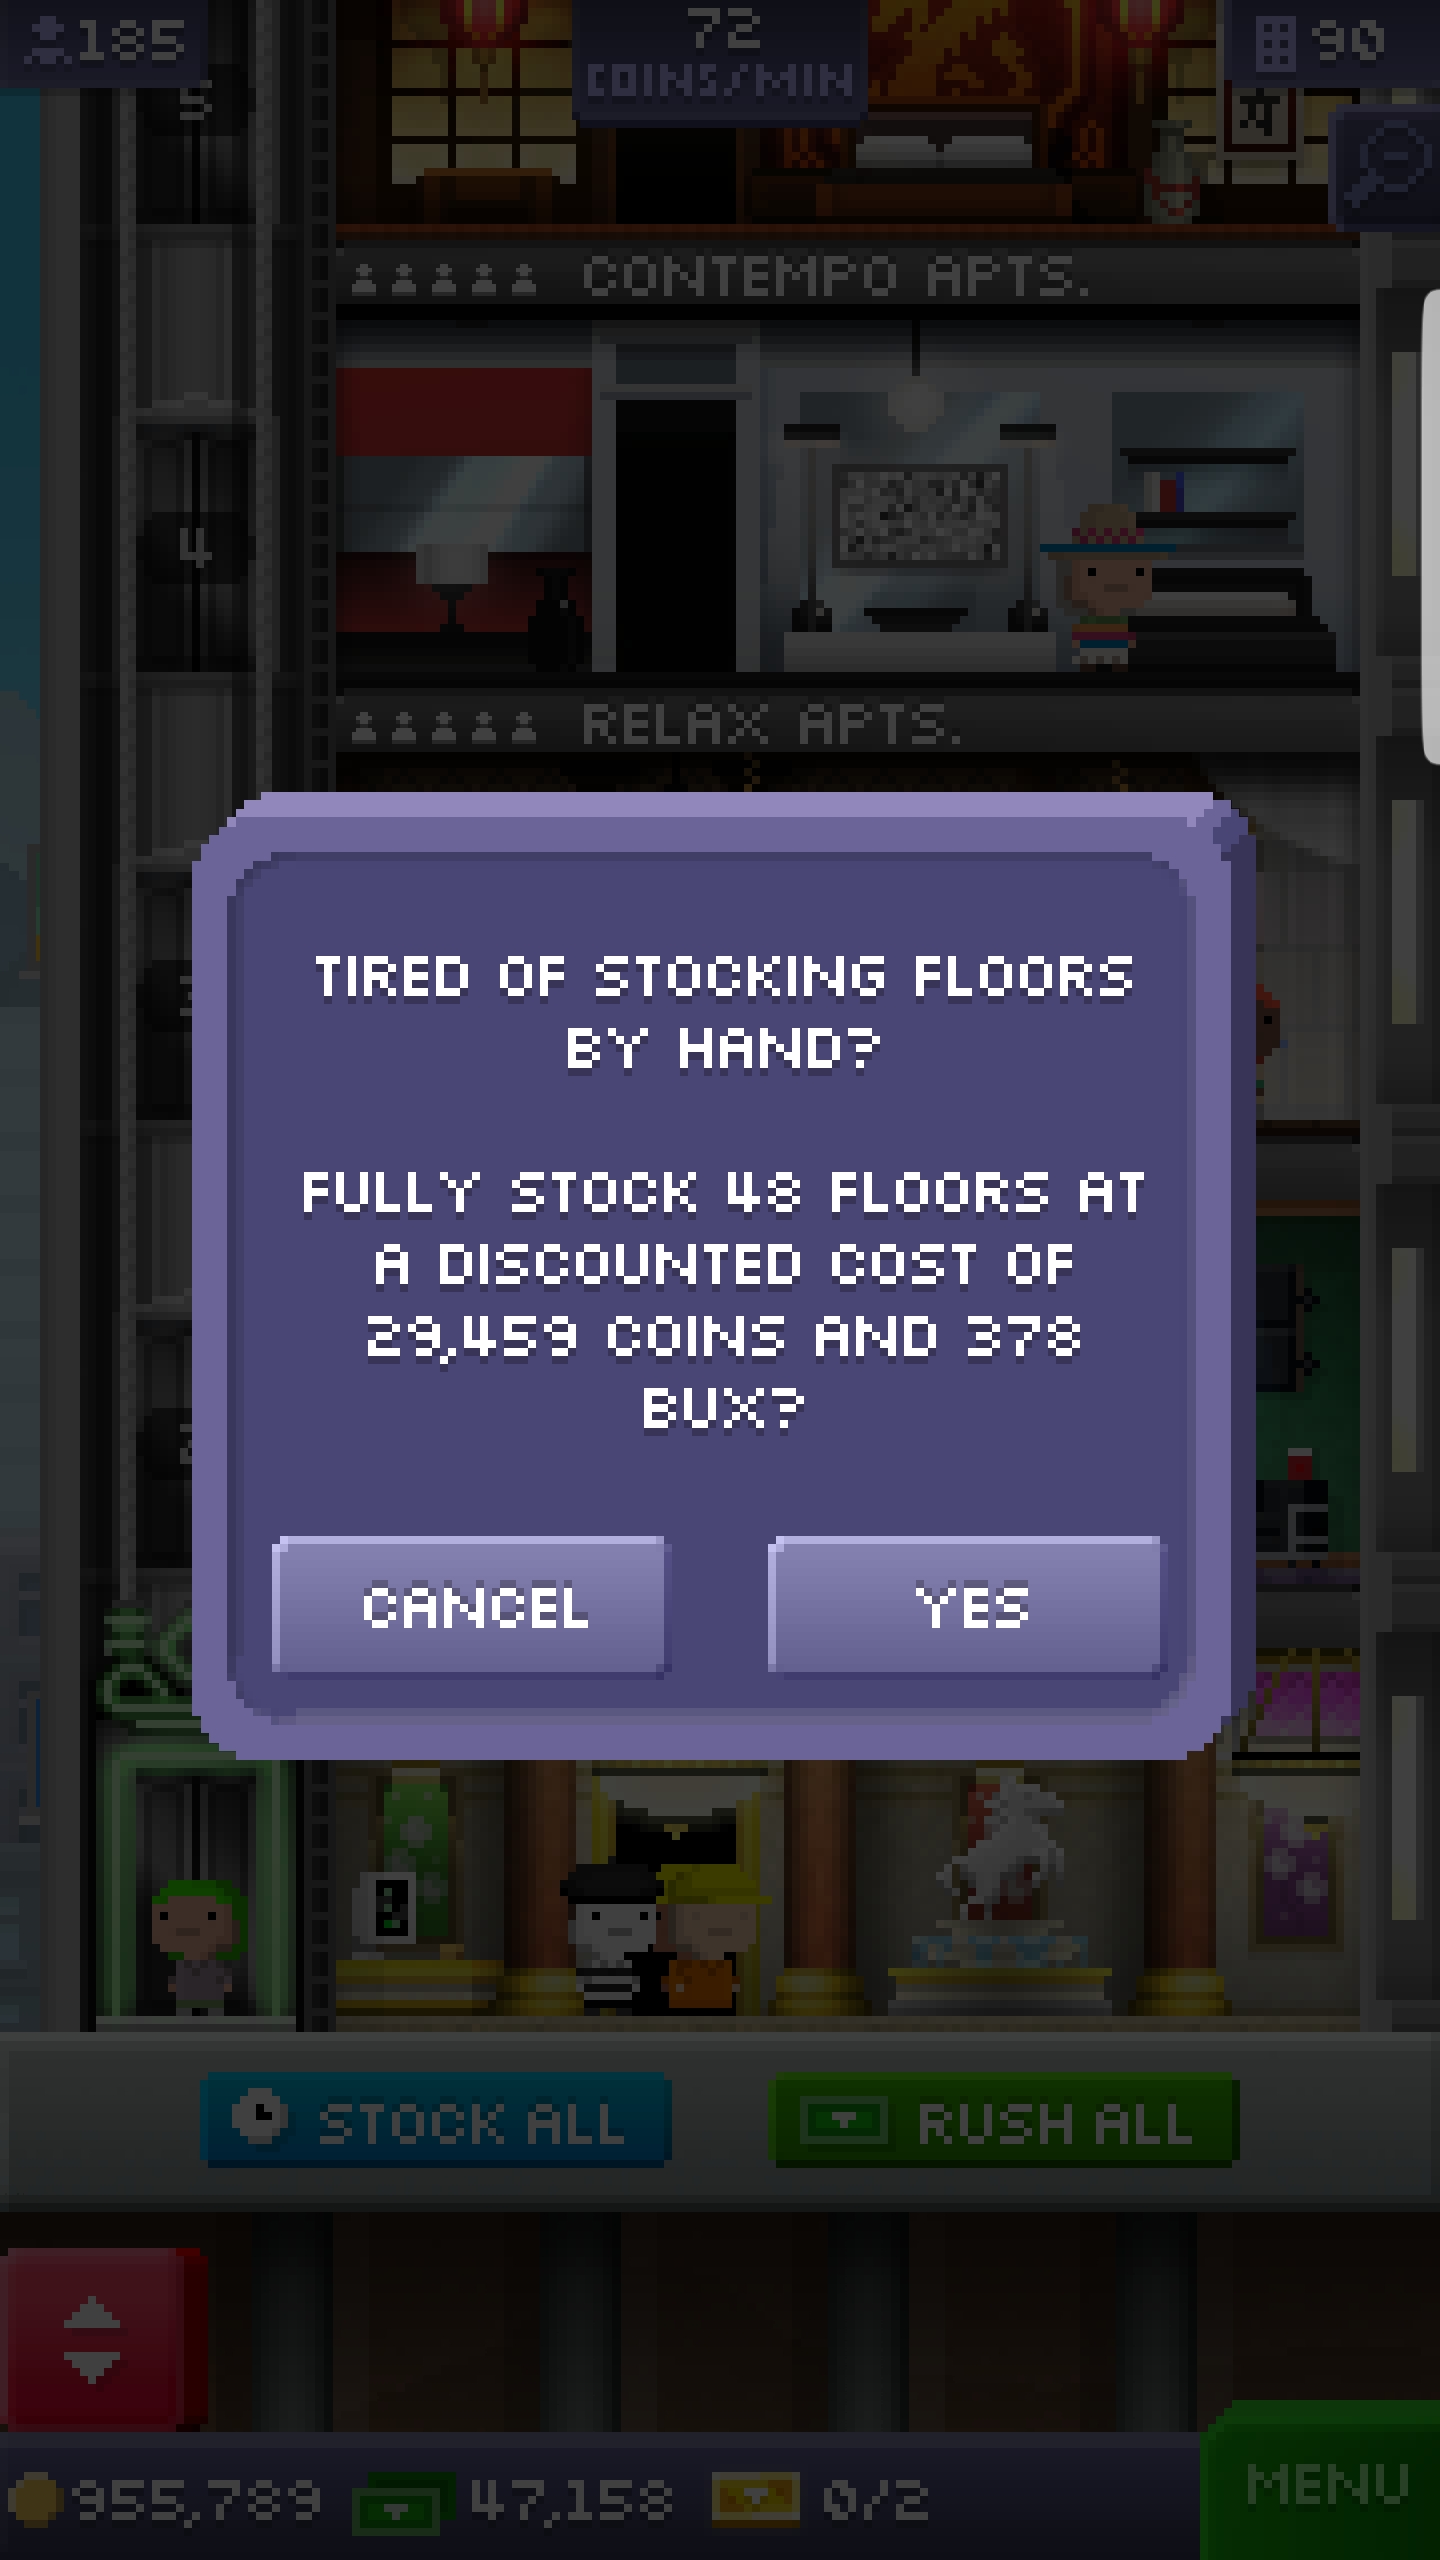 185
72
COINS/MIN
90
5
CONTEMPO APTS.
4
RELAX APTS.
TIRED OF STOCKING FLOORS
BY HAND?
FULLY STOCK 48 FLOORS AT
A DISCOUNTED COST OF
29,459 COINS AND 378
BUX?
CANCEL
YES
STOCK ALL
RUSH ALL
955,789
47,158
0/2
MENU